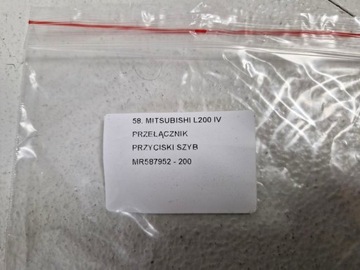 58. MITSUBISHI L200 IV
PRZEŁĄCZNIK
PRZYCISKI SZYB
MR587952 - 200